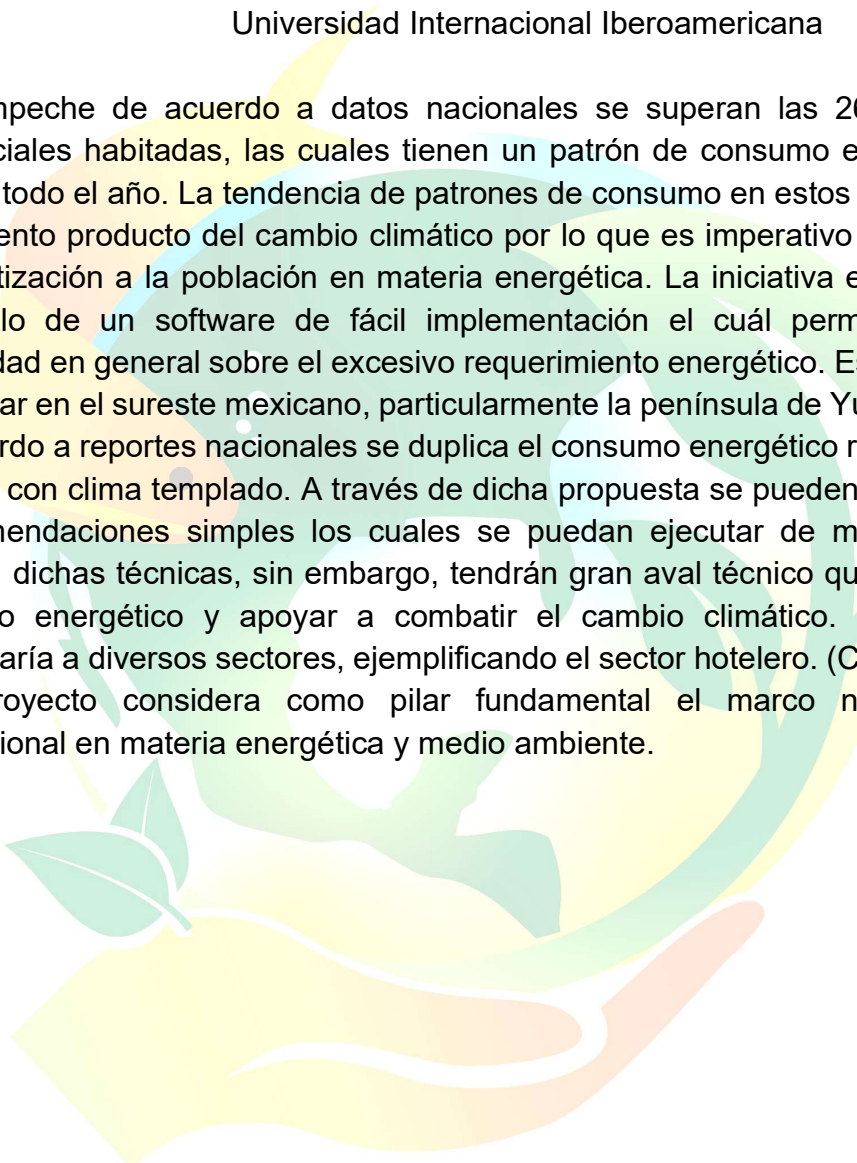 Universidad Internacional Iberoamericana
mpeche de acuerdo a datos nacionales se superan las 26
ciales habitadas, las cuales tienen un patrón de consumo e
todo el año. La tendencia de patrones de consumo en estos
ento producto del cambio climático por lo que es imperativo
tización a la población en materia energética. La iniciativa e
lo de un software de fácil implementación el cuál perm
dad en general sobre el excesivo requerimiento energético. Es
ar en el sureste mexicano, particularmente la península de Yu
rdo a reportes nacionales se duplica el consumo energético r
con clima templado. A través de dicha propuesta se pueden
mendaciones simples los cuales se puedan ejecutar de m
dichas técnicas, sin embargo, tendrán gran aval técnico qu
o energético y apoyar a combatir el cambio climático.
aría a diversos sectores, ejemplificando el sector hotelero. (C
royecto considera como pilar fundamental el marco n
ional en materia energética y medio ambiente.